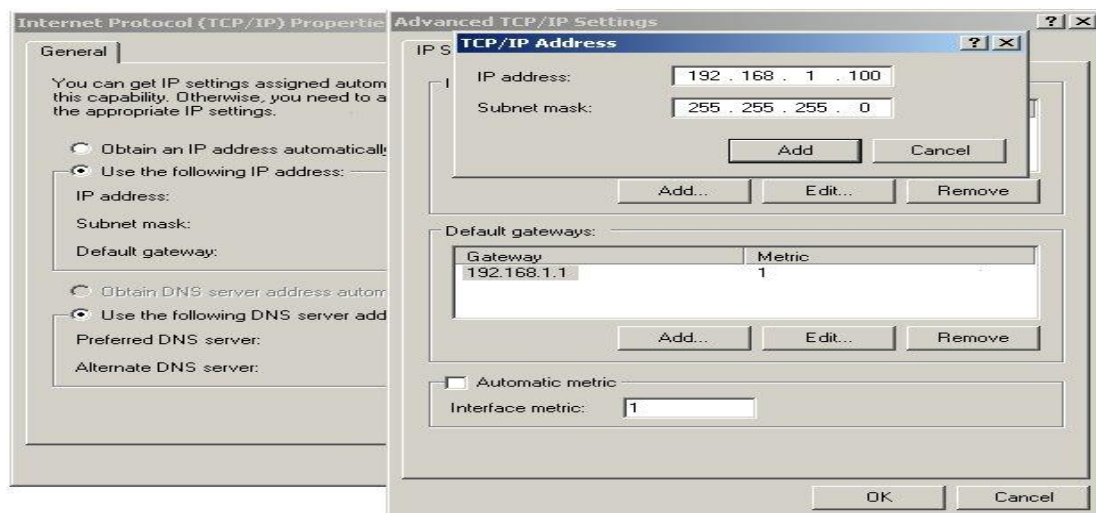 Internet Protocol (TCP/IP) Propertie
General
You can get IP settings assigned autom
this capability. Otherwise, you need to a
the appropriate IP settings.
Obtain an IP address automatically
Use the following IP address:
IP address:
Subnet mask:
Default gateway:
Obtain DNS server address autom
Use the following DNS server add
Preferred DNS server:
Alternate DNS server:
Advanced TCP/IP Settings
IP S
TCP/IP Address
IP address:
192 . 168 . 1 . 100
Subnet mask:
255 . 255 . 255 . 0
Add
Cancel
Add...
Edit...
Remove
Default gateways:
Gateway
Metric
192.168.1.1
1
Add...
Edit...
Remove
Automatic metric
Interface metric:
1
OK
Cancel